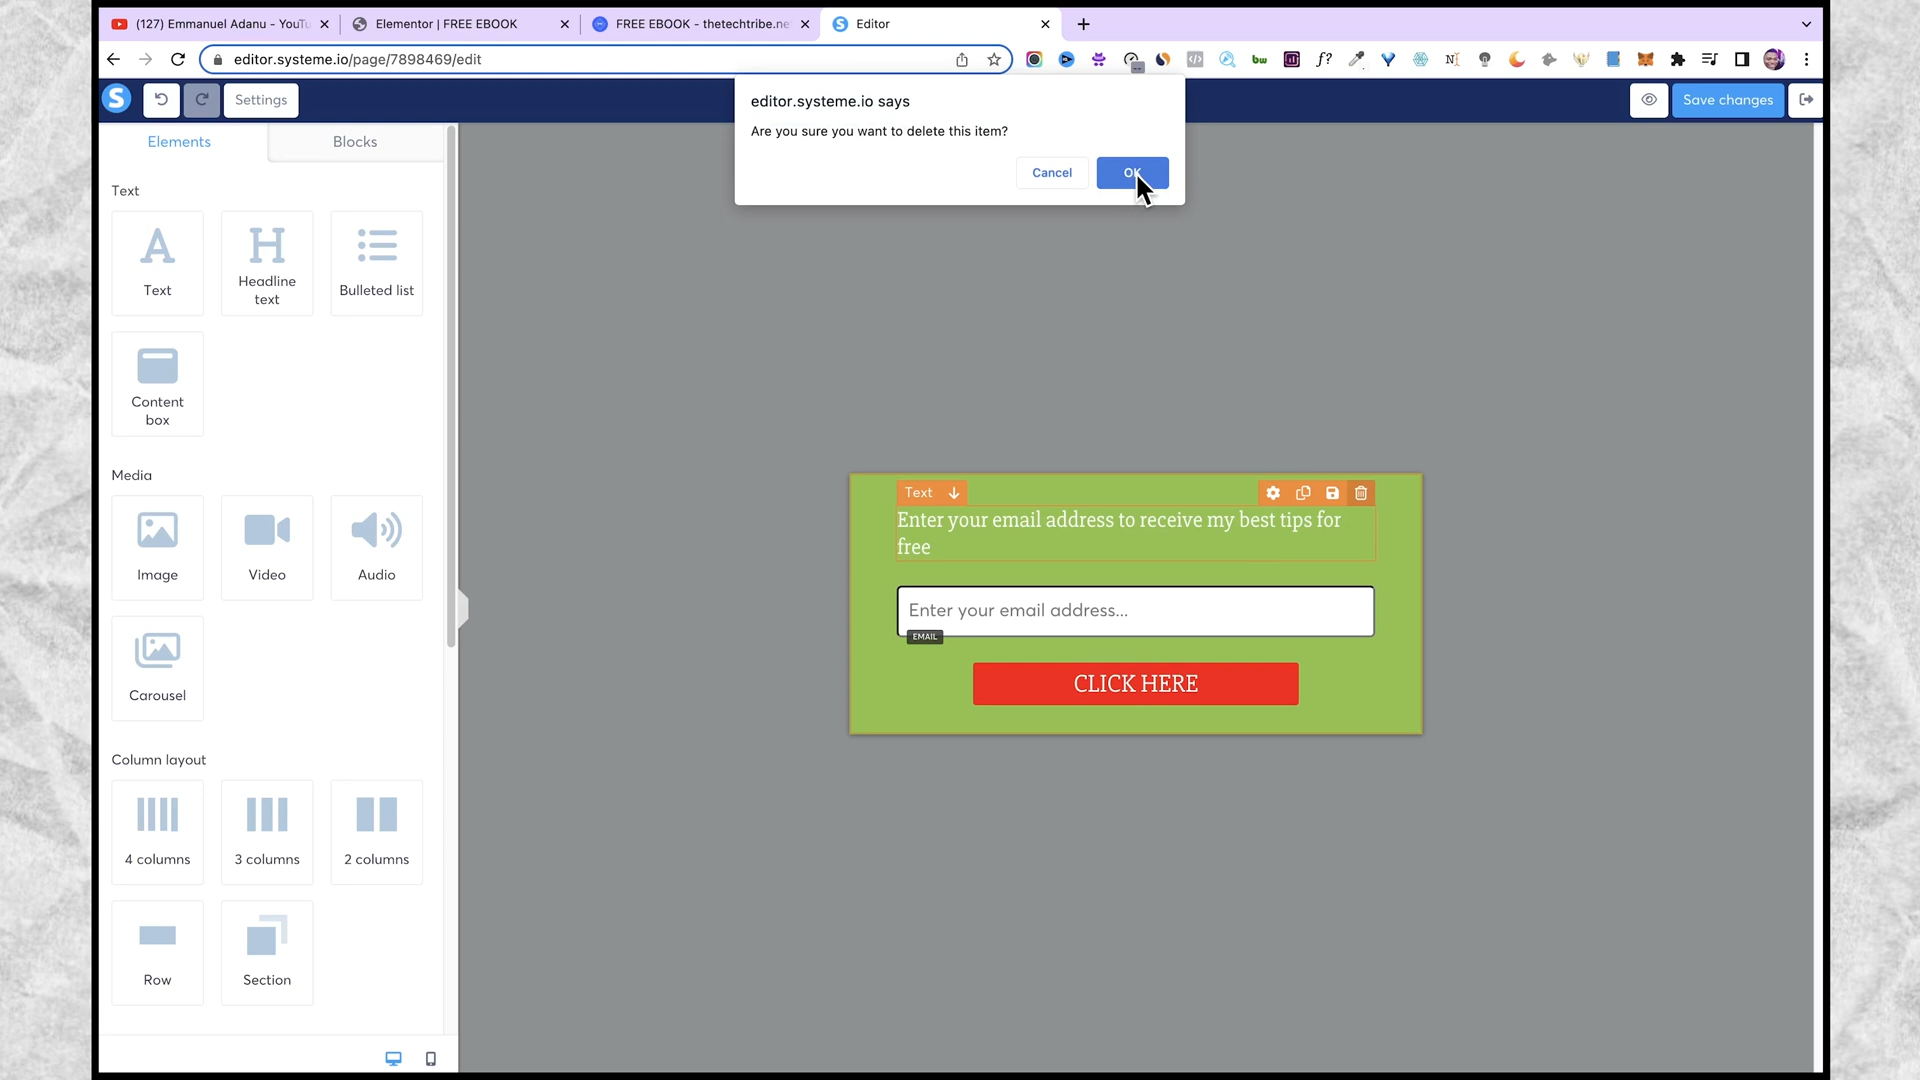 (127) Emmanuel Adanu - YouTu
Elementor | FREE EBOOK
FREE EBOOK - thetechtribe.ne
Editor
editor.systeme.io/page/7898469/edit
editor.systeme.io says
Are you sure you want to delete this item?
Cancel
OK
Settings
Save changes
Elements
Blocks
Text
Text
Headline
text
Bulleted list
Content
box
Media
Image
Video
Audio
Carousel
Column layout
4 columns
3 columns
2 columns
Row
Section
Text
Enter your email address to receive my best tips for
free
Enter your email address...
EMAIL
CLICK HERE